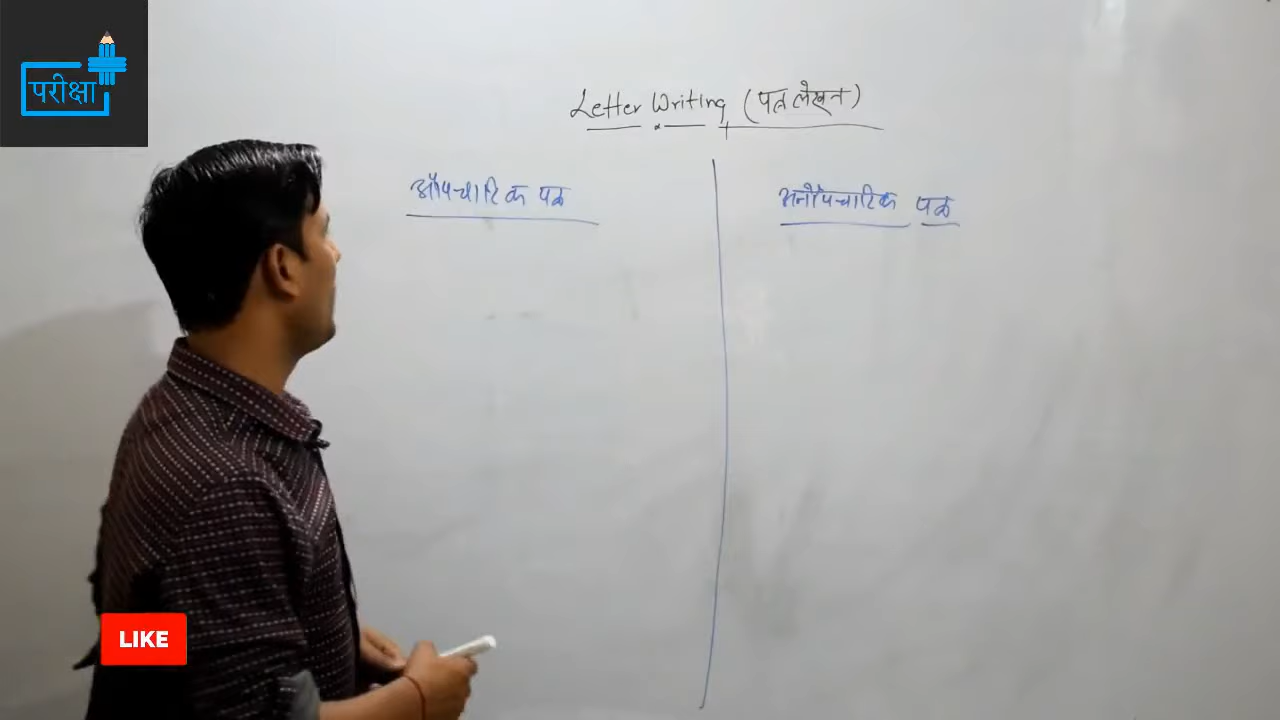 परीक्षा
Letter Writing (पत्र लेखन)
औपचारिक पत्र
अनौपचारिक पत्र
LIKE